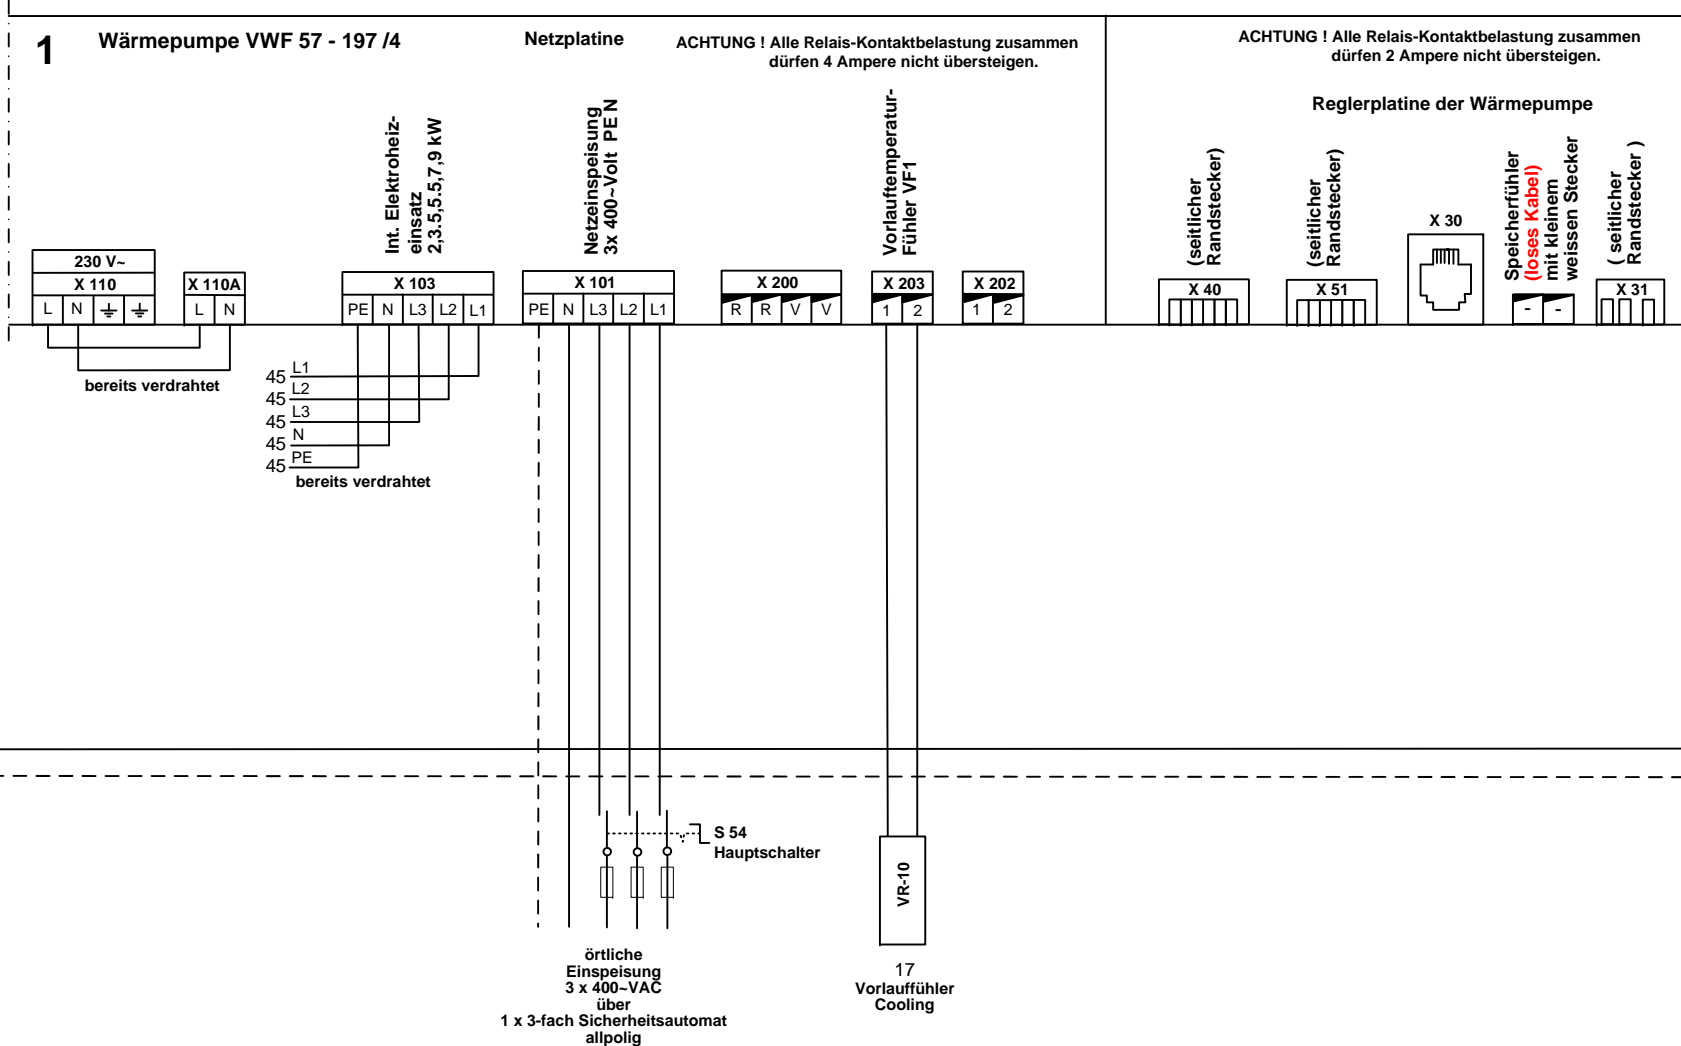 1
Wärmepumpe VWF 57 - 197 /4
Netzplatine
ACHTUNG ! Alle Relais-Kontaktbelastung zusammen
dürfen 4 Ampere nicht übersteigen.
ACHTUNG ! Alle Relais-Kontaktbelastung zusammen
dürfen 2 Ampere nicht übersteigen.
Reglerplatine der Wärmepumpe
Int. Elektroheiz-
einsatz
2,3.5,5.5,7,9 kW
Netzeinspeisung
3x 400~Volt PE N
Vorlauftemperatur-
Fühler VF1
(seitlicher
Randstecker)
(seitlicher
Randstecker)
X 30
Speicherfühler
(loses Kabel)
mit kleinem
weissen Stecker
( seitlicher
Randstecker )
230 V~
X 110
L N
X 110A
L N
X 103
PE N L3 L2 L1
X 101
PE N L3 L2 L1
X 200
R R V V
X 203
1 2
X 202
1 2
X 40
X 51
- -
X 31
bereits verdrahtet
45 L1
45 L2
45 L3
45 N
45 PE
bereits verdrahtet
S 54
Hauptschalter
VR-10
örtliche
Einspeisung
3 x 400~VAC
über
1 x 3-fach Sicherheitsautomat
allpolig
17
Vorlauffühler
Cooling